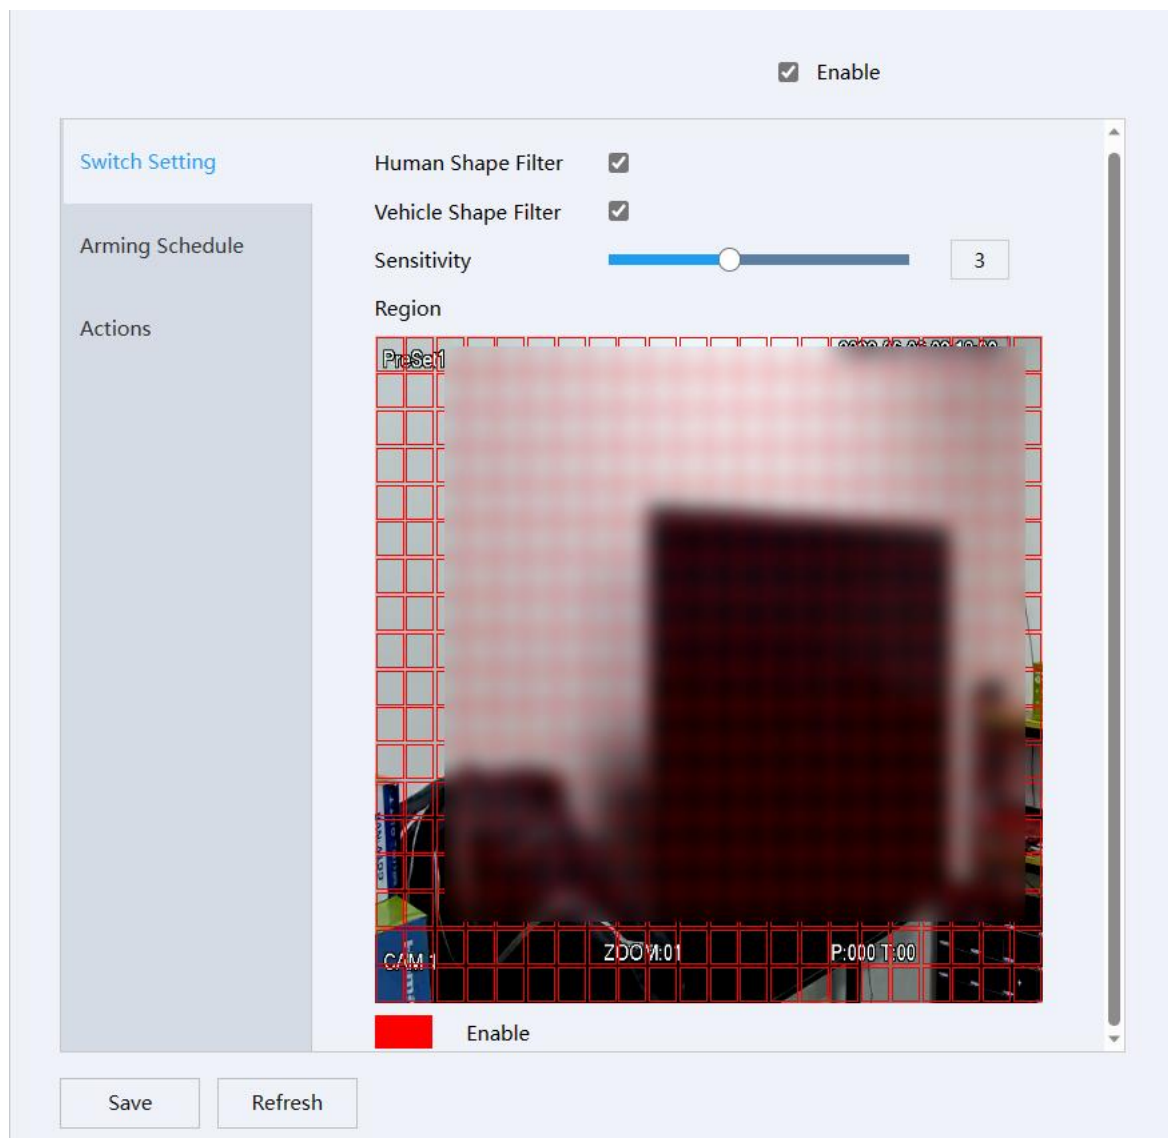 Enable
Switch Setting
Human Shape Filter
Vehicle Shape Filter
Arming Schedule
Sensitivity
3
Region
Actions
PreSet1
CAM 1
ZOOM:01
P:000 T:00
Enable
Save
Refresh